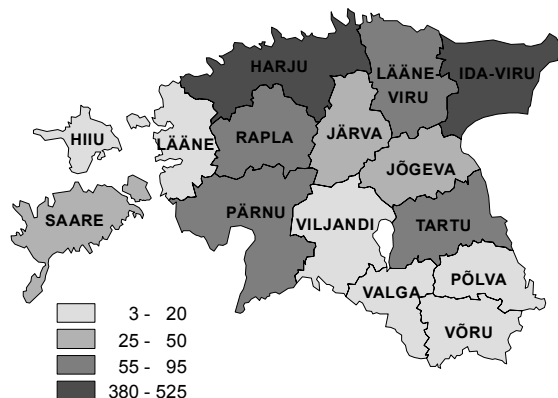 HARJU
LÄÄNE-
VIRU
IDA-VIRU
HIIU
LÄÄNE
RAPLA
JÄRVA
JÕGEVA
SAARE
PÄRNU
VILJANDI
TARTU
VALGA
PÕLVA
VÕRU
3 - 20
25 - 50
55 - 95
380 - 525